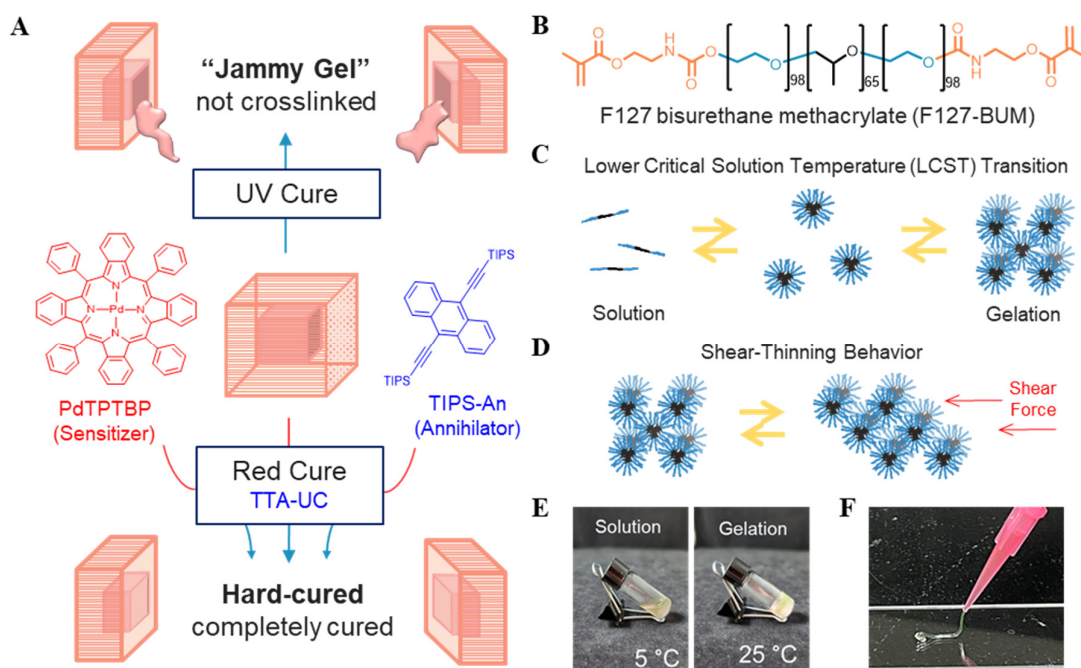 A
“Jammy Gel”
not crosslinked
UV Cure
N
N
Pd
N
N
PdTPTBP
(Sensitizer)
TIPS
TIPS
TIPS-An
(Annihilator)
Red Cure
TTA-UC
Hard-cured
completely cured
B
O
O
H
N
O
O
O
98
O
65
O
98
O
N
H
O
O
F127 bisurethane methacrylate (F127-BUM)
C
Lower Critical Solution Temperature (LCST) Transition
Solution
Gelation
D
Shear-Thinning Behavior
Shear
Force
E
Solution
5 °C
Gelation
25 °C
F